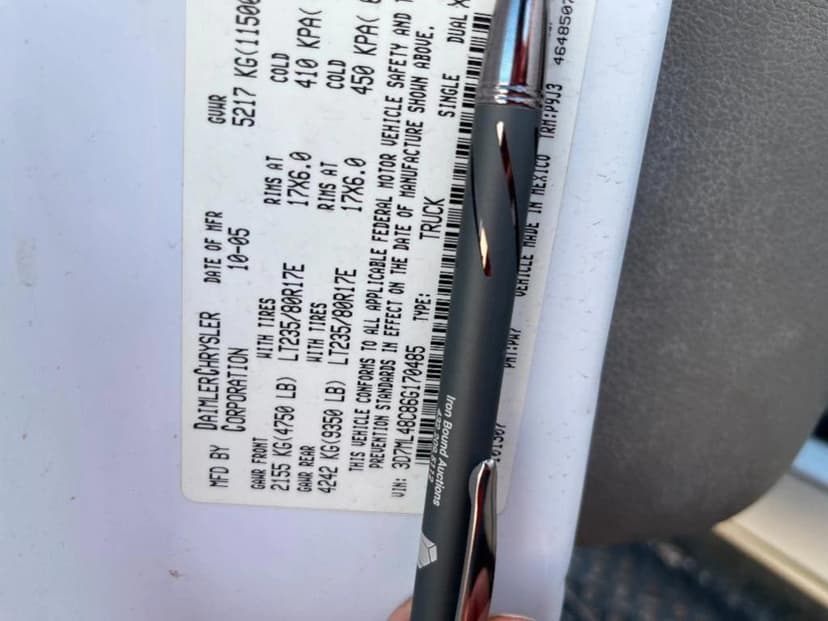 MFD BY DAIMLERCHRYSLER CORPORATION
DATE OF MFR 10-05
GVWR 5217 KG(11500
GAWR FRONT WITH TIRES RIMS AT COLD
2155 KG(4750 LB) LT235/80R17E 17X6.0 410 KPA(
GAWR REAR WITH TIRES RIMS AT COLD
4242 KG(9350 LB) LT235/80R17E 17X6.0 450 KPA(
THIS VEHICLE CONFORMS TO ALL APPLICABLE FEDERAL MOTOR VEHICLE SAFETY AND
PREVENTION STANDARDS IN EFFECT ON THE DATE OF MANUFACTURE SHOWN ABOVE.
VIN: 3D7ML48C86G170485 TYPE: TRUCK SINGLE DUAL X
VEHICLE MADE IN MEXICO TRM:P9J3 4648507
Iron Bound Auctions